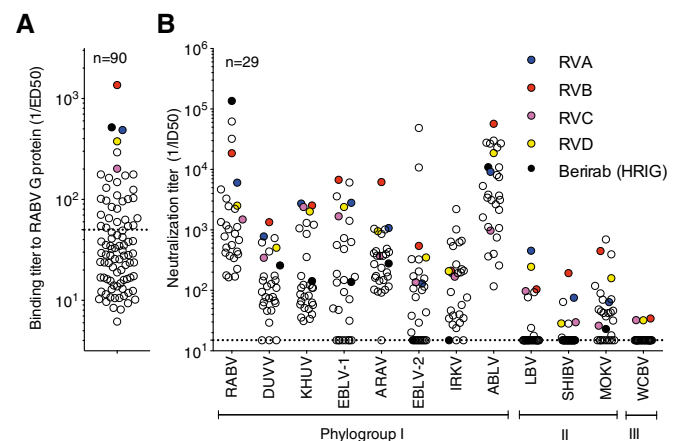 A
B
n=90
Binding titer to RABV G protein (1/ED50)
10³
10²
10¹
n=29
Neutralization titer (1/ID50)
10⁶
10⁵
10⁴
10³
10²
10¹
RVA
RVB
RVC
RVD
Berirab (HRIG)
RABV
DUVV
KHUV
EBLV-1
ARAV
EBLV-2
IRKV
ABLV
LBV
SHIBV
MOKV
WCBV
Phylogroup I
II
III